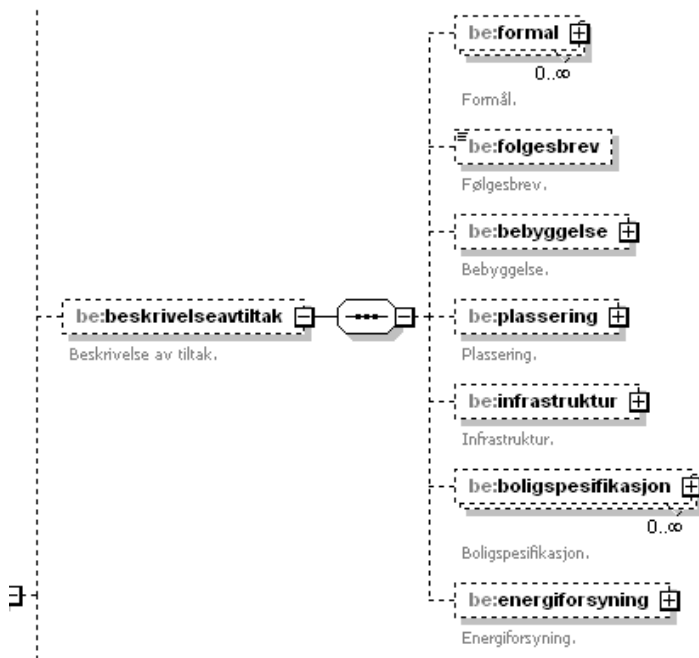 be:formal
0..∞
Formål.
be:folgesbrev
Følgesbrev.
be:bebyggelse
Bebyggelse.
be:beskrivelseavtiltak
Beskrivelse av tiltak.
be:plassering
Plassering.
be:infrastruktur
Infrastruktur.
be:boligspesifikasjon
0..∞
Boligspesifikasjon.
be:energiforsyning
Energiforsyning.